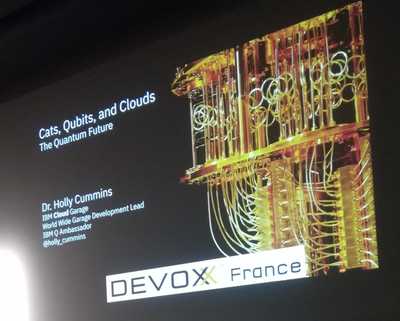 Cats, Qubits, and Clouds
The Quantum Future
Dr. Holly Cummins
IBM Cloud Garage
World Wide Garage Development Lead
IBM Q Ambassador
@holly_cummins
DEVOXX France